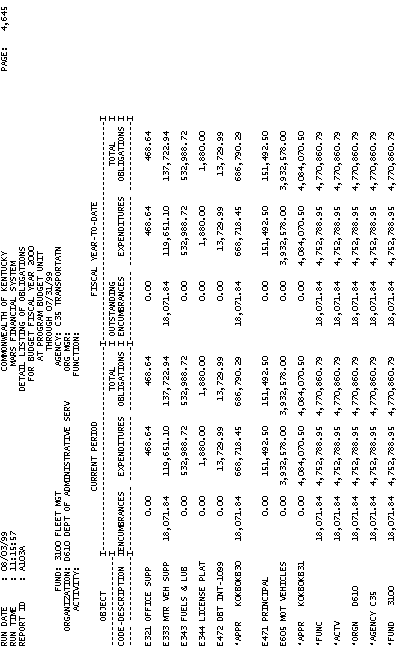 RUN DATE : 08/03/99 COMMONWEALTH OF KENTUCKY PAGE: 4,645
RUN TIME : 11:15:57 MARS FINANCIAL SYSTEM
REPORT ID : A103A DETAIL LISTING OF OBLIGATIONS
FOR BUDGET FISCAL YEAR 2000
AT PROGRAM BUDGET UNIT
THROUGH 07/31/99
FUND: 3100 FLEET MGT AGENCY: C35 TRANSPORTATN
ORGANIZATION: D610 DEPT OF ADMINISTRATIVE SERV ORG MGR:
ACTIVITY: FUNCTION:
CURRENT PERIOD FISCAL YEAR-TO-DATE
OBJECT TOTAL OUTSTANDING TOTAL
CODE-DESCRIPTION ENCUMBRANCES EXPENDITURES OBLIGATIONS ENCUMBRANCES EXPENDITURES OBLIGATIONS
E321 OFFICE SUPP 0.00 468.64 468.64 0.00 468.64 468.64
E333 MTR VEH SUPP 18,071.84 119,651.10 137,722.94 18,071.84 119,651.10 137,722.94
E343 FUELS & LUB 0.00 532,988.72 532,988.72 0.00 532,988.72 532,988.72
E344 LICENSE PLAT 0.00 1,880.00 1,880.00 0.00 1,880.00 1,880.00
E472 DBT INT-1099 0.00 13,729.99 13,729.99 0.00 13,729.99 13,729.99
*APPR KOKBOKB30 18,071.84 668,718.45 686,790.29 18,071.84 668,718.45 686,790.29
E471 PRINCIPAL 0.00 151,492.50 151,492.50 0.00 151,492.50 151,492.50
E605 MOT VEHICLES 0.00 3,932,578.00 3,932,578.00 0.00 3,932,578.00 3,932,578.00
*APPR KOKBOKB31 0.00 4,084,070.50 4,084,070.50 0.00 4,084,070.50 4,084,070.50
*FUNC 18,071.84 4,752,788.95 4,770,860.79 18,071.84 4,752,788.95 4,770,860.79
*ACTV 18,071.84 4,752,788.95 4,770,860.79 18,071.84 4,752,788.95 4,770,860.79
*ORGN D610 18,071.84 4,752,788.95 4,770,860.79 18,071.84 4,752,788.95 4,770,860.79
*AGENCY C35 18,071.84 4,752,788.95 4,770,860.79 18,071.84 4,752,788.95 4,770,860.79
*FUND 3100 18,071.84 4,752,788.95 4,770,860.79 18,071.84 4,752,788.95 4,770,860.79